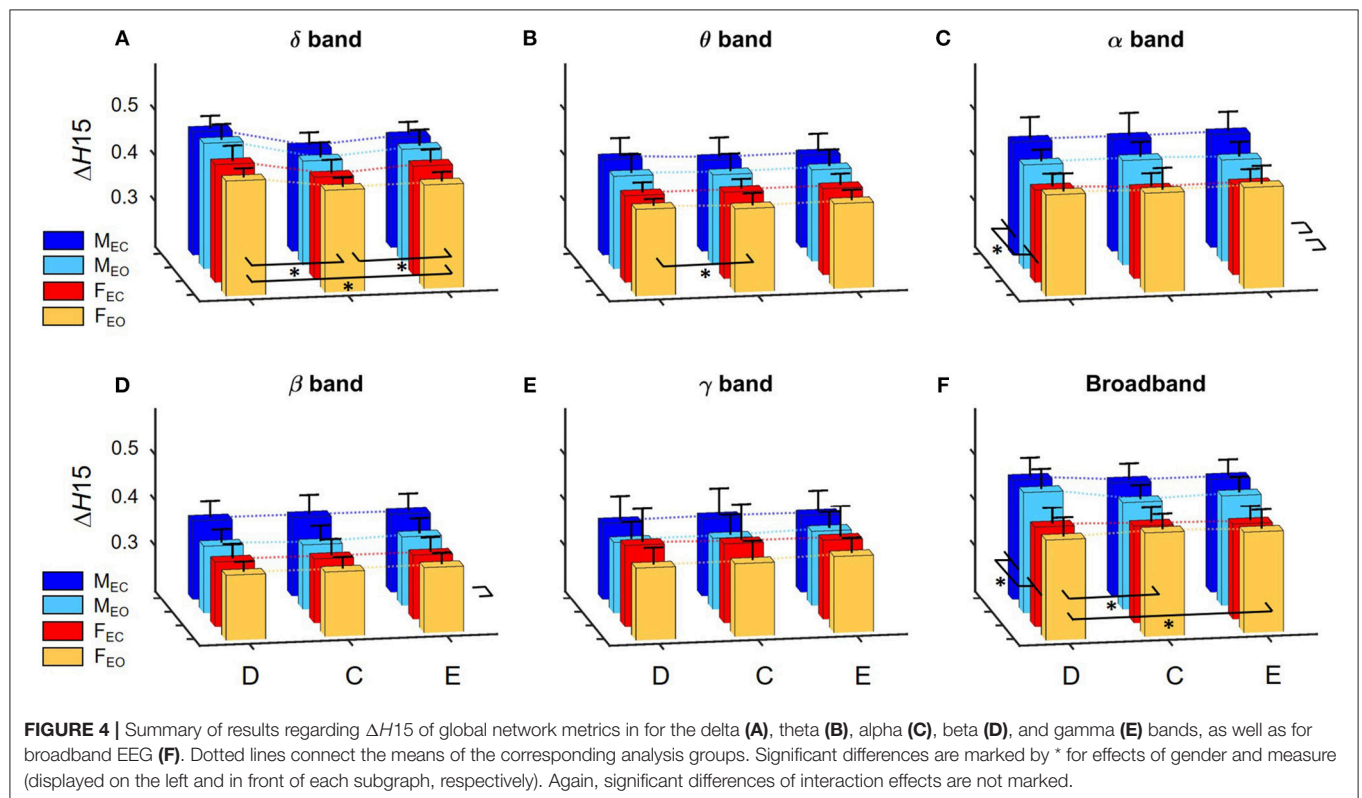 A δ band
B θ band
C α band
ΔH15
0.5
0.4
0.3
M_EC
M_EO
F_EC
F_EO
*
*
*
*
*
D β band
E γ band
F Broadband
ΔH15
0.5
0.4
0.3
M_EC
M_EO
F_EC
F_EO
*
*
*
D C E
D C E
D C E
FIGURE 4 | Summary of results regarding ΔH15 of global network metrics in for the delta (A), theta (B), alpha (C), beta (D), and gamma (E) bands, as well as for
broadband EEG (F). Dotted lines connect the means of the corresponding analysis groups. Significant differences are marked by * for effects of gender and measure
(displayed on the left and in front of each subgraph, respectively). Again, significant differences of interaction effects are not marked.